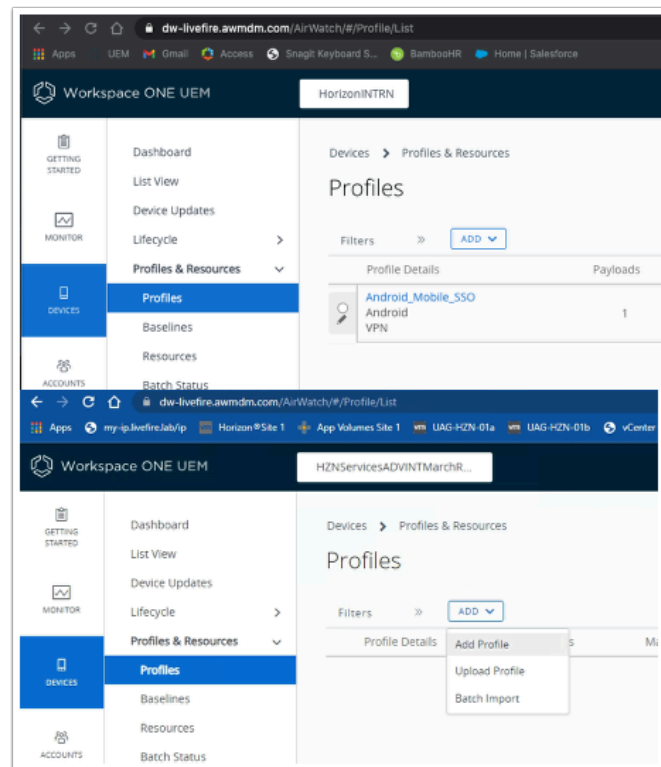 dw-livefire.awmdm.com/AirWatch/#/Profile/List
Apps UEM Gmail Access Snagit Keyboard S... BambooHR Home | Salesforce
Workspace ONE UEM
HorizonINTRN
GETTING STARTED
MONITOR
DEVICES
ACCOUNTS
Dashboard
List View
Device Updates
Lifecycle
Profiles & Resources
Profiles
Baselines
Resources
Batch Status
Devices > Profiles & Resources
Profiles
Filters » ADD
Profile Details Payloads
Android_Mobile_SSO
Android 1
VPN
dw-livefire.awmdm.com/AirWatch/#/Profile/List
Apps my-ip.livefire.lab/ip Horizon®Site 1 App Volumes Site 1 UAG-HZN-01a UAG-HZN-01b vCenter
Workspace ONE UEM
HZNServicesADVINTMarchR...
GETTING STARTED
MONITOR
DEVICES
ACCOUNTS
Dashboard
List View
Device Updates
Lifecycle
Profiles & Resources
Profiles
Baselines
Resources
Batch Status
Devices > Profiles & Resources
Profiles
Filters » ADD
Profile Details
Add Profile
Upload Profile
Batch Import